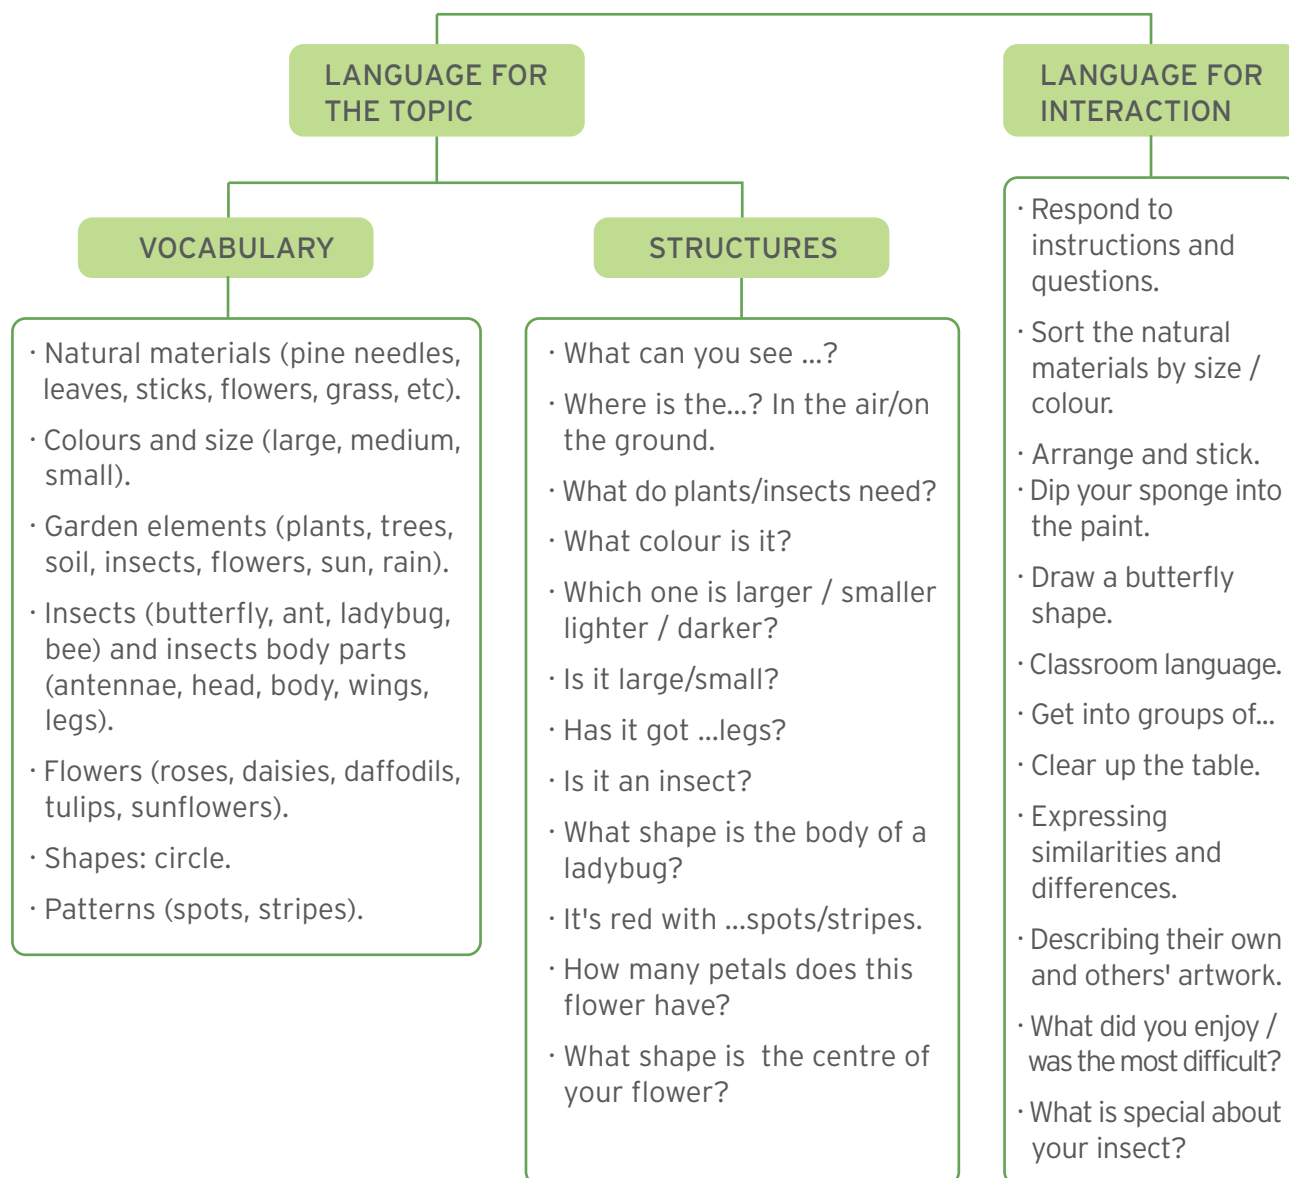 LANGUAGE FOR
THE TOPIC
VOCABULARY
· Natural materials (pine needles,
leaves, sticks, flowers, grass, etc).
· Colours and size (large, medium,
small).
· Garden elements (plants, trees,
soil, insects, flowers, sun, rain).
· Insects (butterfly, ant, ladybug,
bee) and insects body parts
(antennae, head, body, wings,
legs).
· Flowers (roses, daisies, daffodils,
tulips, sunflowers).
· Shapes: circle.
· Patterns (spots, stripes).
STRUCTURES
· What can you see ...?
· Where is the...? In the air/on
the ground.
· What do plants/insects need?
· What colour is it?
· Which one is larger / smaller
lighter / darker?
· Is it large/small?
· Has it got ...legs?
· Is it an insect?
· What shape is the body of a
ladybug?
· It's red with ...spots/stripes.
· How many petals does this
flower have?
· What shape is  the centre of
your flower?
LANGUAGE FOR
INTERACTION
· Respond to
instructions and
questions.
· Sort the natural
materials by size /
colour.
· Arrange and stick.
· Dip your sponge into
the paint.
· Draw a butterfly
shape.
· Classroom language.
· Get into groups of...
· Clear up the table.
· Expressing
similarities and
differences.
· Describing their own
and others' artwork.
· What did you enjoy /
was the most difficult?
· What is special about
your insect?